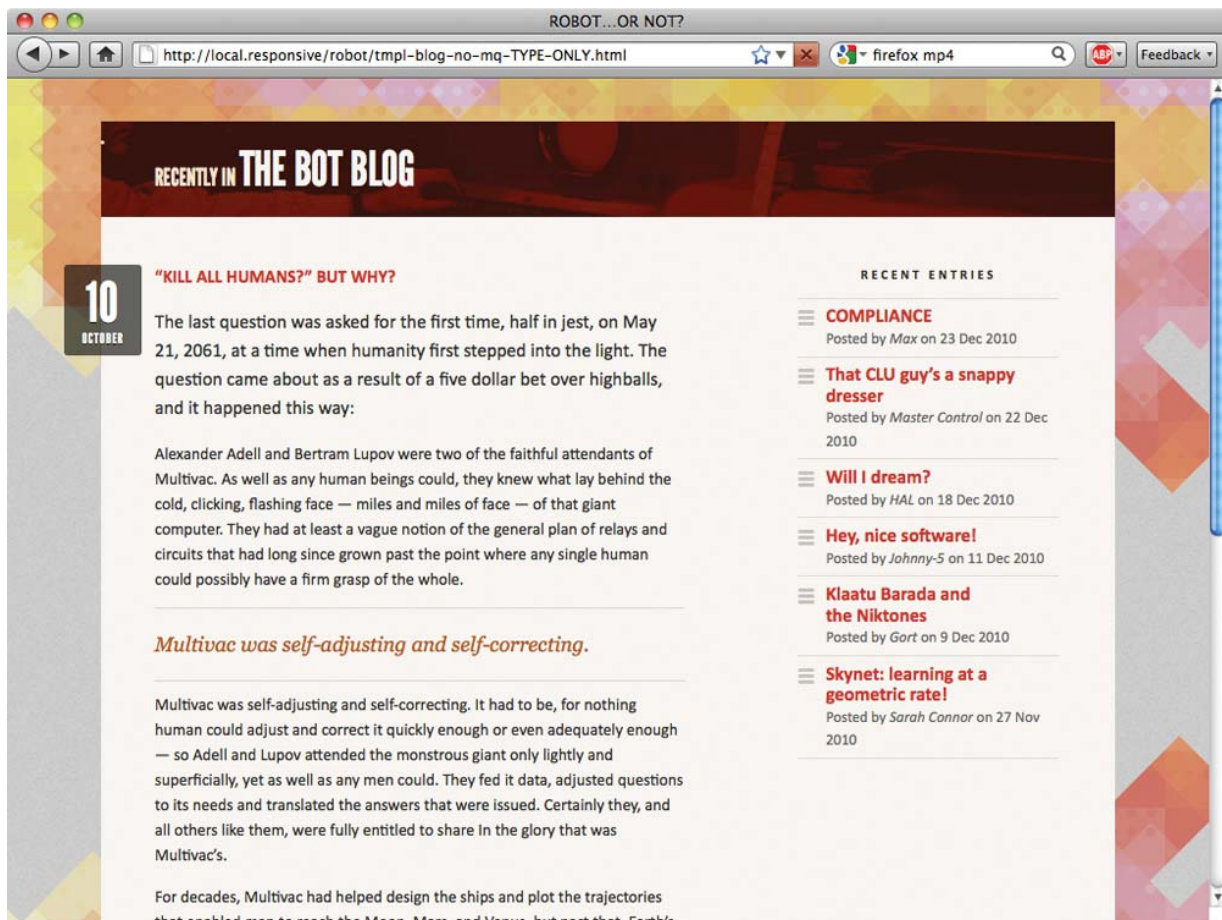 ROBOT...OR NOT?
http://local.responsive/robot/tmpl-blog-no-mq-TYPE-ONLY.html
firefox mp4
ABP
Feedback
RECENTLY IN THE BOT BLOG
10
OCTOBER
“KILL ALL HUMANS?” BUT WHY?
The last question was asked for the first time, half in jest, on May
21, 2061, at a time when humanity first stepped into the light. The
question came about as a result of a five dollar bet over highballs,
and it happened this way:
Alexander Adell and Bertram Lupov were two of the faithful attendants of
Multivac. As well as any human beings could, they knew what lay behind the
cold, clicking, flashing face — miles and miles of face — of that giant
computer. They had at least a vague notion of the general plan of relays and
circuits that had long since grown past the point where any single human
could possibly have a firm grasp of the whole.
Multivac was self-adjusting and self-correcting.
Multivac was self-adjusting and self-correcting. It had to be, for nothing
human could adjust and correct it quickly enough or even adequately enough
— so Adell and Lupov attended the monstrous giant only lightly and
superficially, yet as well as any men could. They fed it data, adjusted questions
to its needs and translated the answers that were issued. Certainly they, and
all others like them, were fully entitled to share In the glory that was
Multivac’s.
For decades, Multivac had helped design the ships and plot the trajectories
that enabled man to reach the Moon, Mars, and Venus, but past that, Earth’s
RECENT ENTRIES
COMPLIANCE
Posted by Max on 23 Dec 2010
That CLU guy’s a snappy
dresser
Posted by Master Control on 22 Dec
2010
Will I dream?
Posted by HAL on 18 Dec 2010
Hey, nice software!
Posted by Johnny-5 on 11 Dec 2010
Klaatu Barada and
the Niktones
Posted by Gort on 9 Dec 2010
Skynet: learning at a
geometric rate!
Posted by Sarah Connor on 27 Nov
2010